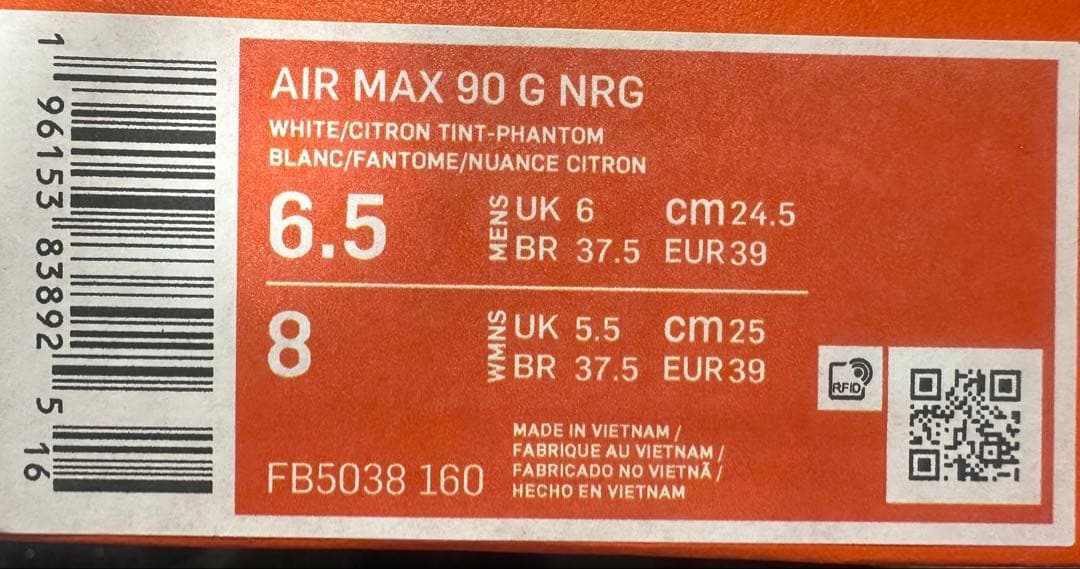 1 96153 83892 5 16
AIR MAX 90 G NRG
WHITE/CITRON TINT-PHANTOM
BLANC/FANTOME/NUANCE CITRON
6.5 MENS UK 6 cm 24.5
BR 37.5 EUR 39
8 WMNS UK 5.5 cm 25
BR 37.5 EUR 39
RFID
MADE IN VIETNAM /
FABRIQUE AU VIETNAM /
FABRICADO NO VIETNÃ /
HECHO EN VIETNAM
FB5038 160